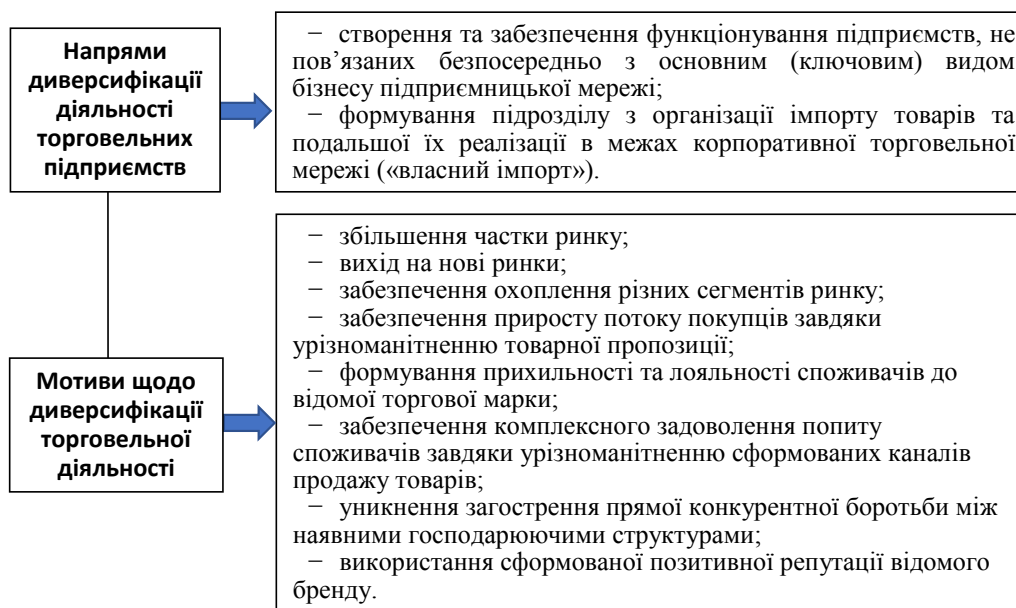 Напрями
диверсифікації
діяльності
торговельних
підприємств
− створення та забезпечення функціонування підприємств, не
пов’язаних безпосередньо з основним (ключовим) видом
бізнесу підприємницької мережі;
− формування підрозділу з організації імпорту товарів та
подальшої їх реалізації в межах корпоративної торговельної
мережі («власний імпорт»).
Мотиви щодо
диверсифікації
торговельної
діяльності
− збільшення частки ринку;
− вихід на нові ринки;
− забезпечення охоплення різних сегментів ринку;
− забезпечення приросту потоку покупців завдяки
урізноманітненню товарної пропозиції;
− формування прихильності та лояльності споживачів до
відомої торгової марки;
− забезпечення комплексного задоволення попиту
споживачів завдяки урізноманітненню сформованих каналів
продажу товарів;
− уникнення загострення прямої конкурентної боротьби між
наявними господарюючими структурами;
− використання сформованої позитивної репутації відомого
бренду.